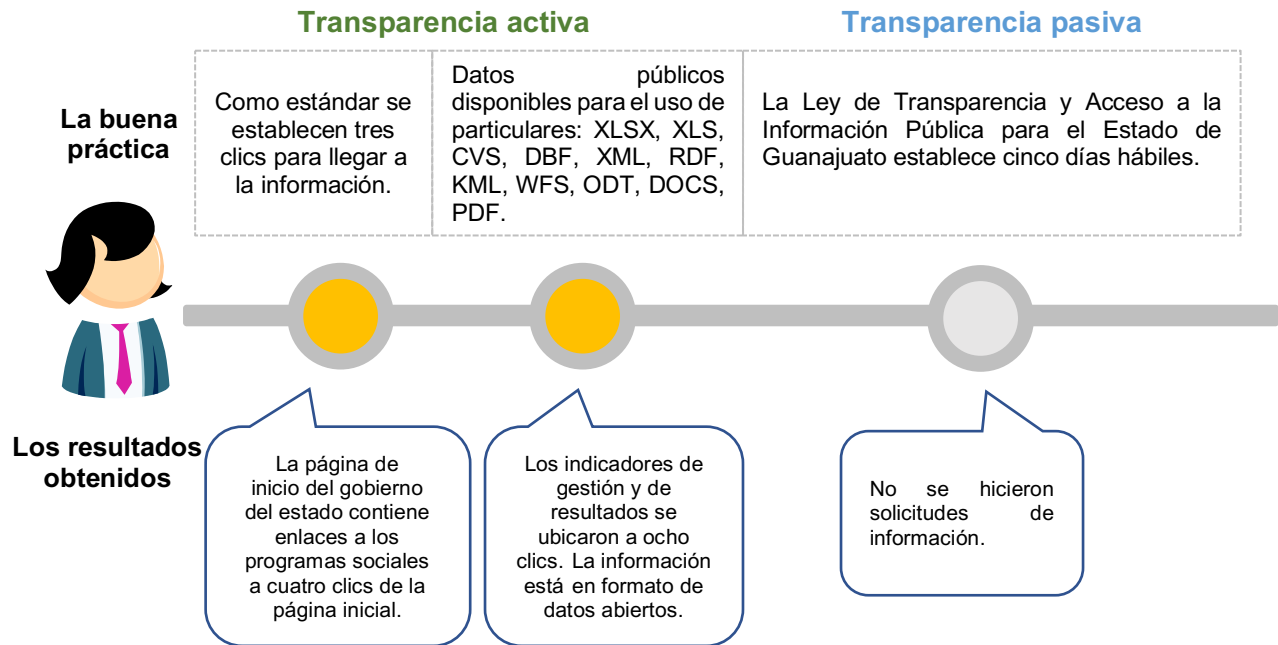 Transparencia activa
Transparencia pasiva
La buena
práctica
Como estándar se
establecen tres
clics para llegar a
la información.
Datos públicos
disponibles para el uso de
particulares: XLSX, XLS,
CVS, DBF, XML, RDF,
KML, WFS, ODT, DOCS,
PDF.
La Ley de Transparencia y Acceso a la
Información Pública para el Estado de
Guanajuato establece cinco días hábiles.
Los resultados
obtenidos
La página de
inicio del gobierno
del estado contiene
enlaces a los
programas sociales
a cuatro clics de la
página inicial.
Los indicadores de
gestión y de
resultados se
ubicaron a ocho
clics. La información
está en formato de
datos abiertos.
No se hicieron
solicitudes de
información.